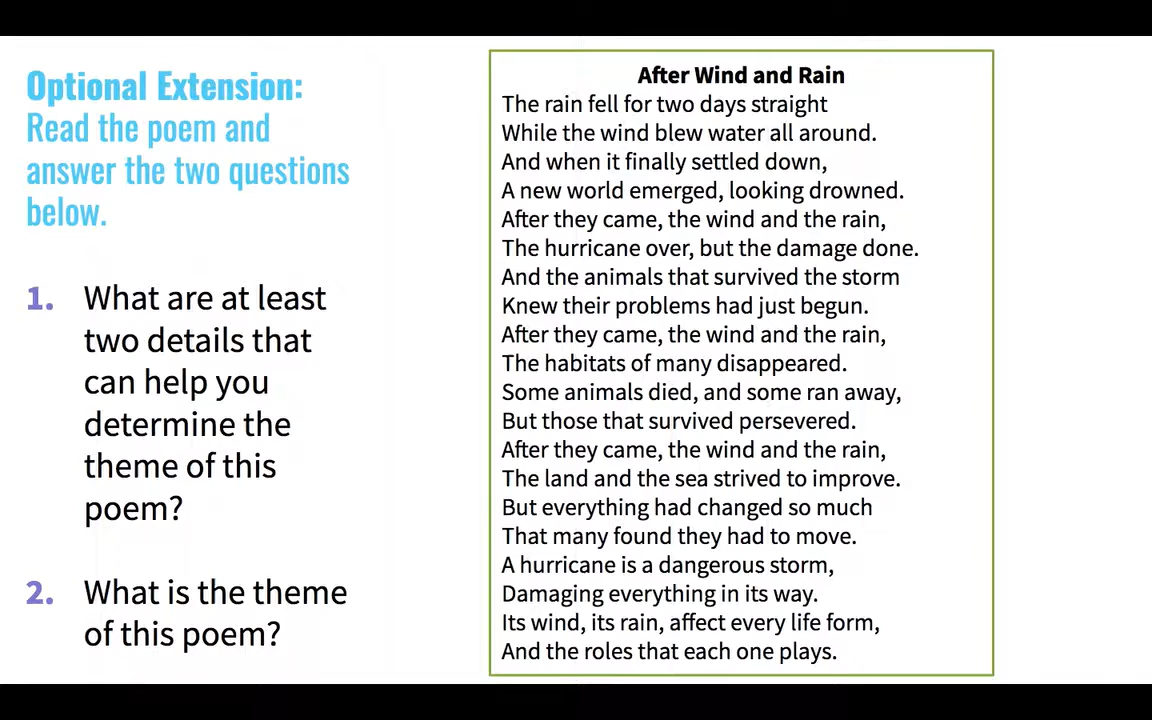 Optional Extension:
Read the poem and
answer the two questions
below.
1. What are at least
two details that
can help you
determine the
theme of this
poem?
2. What is the theme
of this poem?
After Wind and Rain
The rain fell for two days straight
While the wind blew water all around.
And when it finally settled down,
A new world emerged, looking drowned.
After they came, the wind and the rain,
The hurricane over, but the damage done.
And the animals that survived the storm
Knew their problems had just begun.
After they came, the wind and the rain,
The habitats of many disappeared.
Some animals died, and some ran away,
But those that survived persevered.
After they came, the wind and the rain,
The land and the sea strived to improve.
But everything had changed so much
That many found they had to move.
A hurricane is a dangerous storm,
Damaging everything in its way.
Its wind, its rain, affect every life form,
And the roles that each one plays.